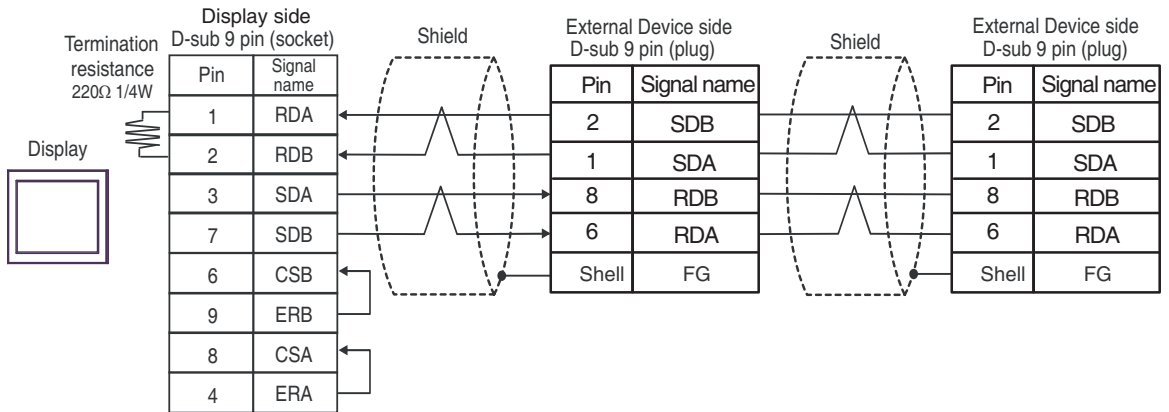 Display side
D-sub 9 pin (socket)
Termination
resistance
220Ω 1/4W
Display
Pin Signal name
1 RDA
2 RDB
3 SDA
7 SDB
6 CSB
9 ERB
8 CSA
4 ERA
Shield
External Device side
D-sub 9 pin (plug)
Pin Signal name
2 SDB
1 SDA
8 RDB
6 RDA
Shell FG
Shield
External Device side
D-sub 9 pin (plug)
Pin Signal name
2 SDB
1 SDA
8 RDB
6 RDA
Shell FG